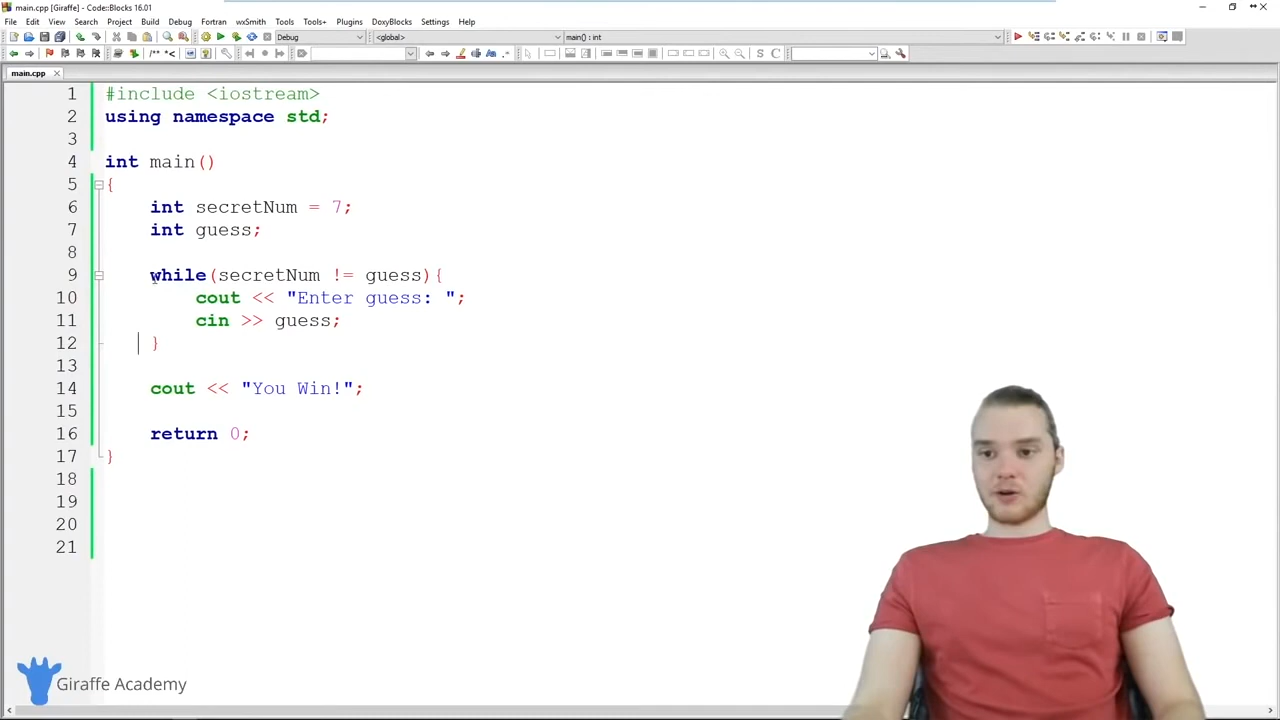 main.cpp [Giraffe] - Code::Blocks 16.01
File Edit View Search Project Build Debug Fortran wxSmith Tools Tools+ Plugins DoxyBlocks Settings Help
Debug
<global>
main() : int
main.cpp
1 #include <iostream>
2 using namespace std;
3
4 int main()
5 {
6 int secretNum = 7;
7 int guess;
8
9 while(secretNum != guess){
10 cout << "Enter guess: ";
11 cin >> guess;
12 }
13
14 cout << "You Win!";
15
16 return 0;
17 }
18
19
20
21
Giraffe Academy